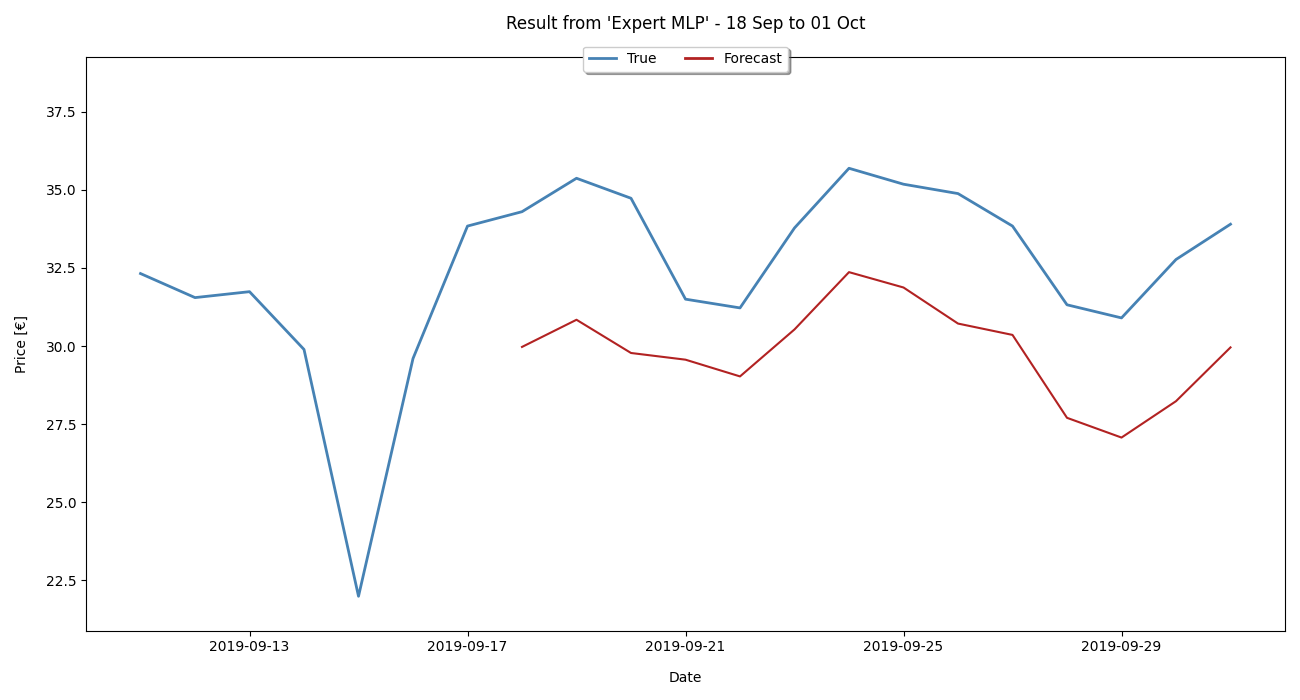 Result from 'Expert MLP' - 18 Sep to 01 Oct
True Forecast
37.5
35.0
32.5
30.0
27.5
25.0
22.5
Price [€]
2019-09-13 2019-09-17 2019-09-21 2019-09-25 2019-09-29
Date